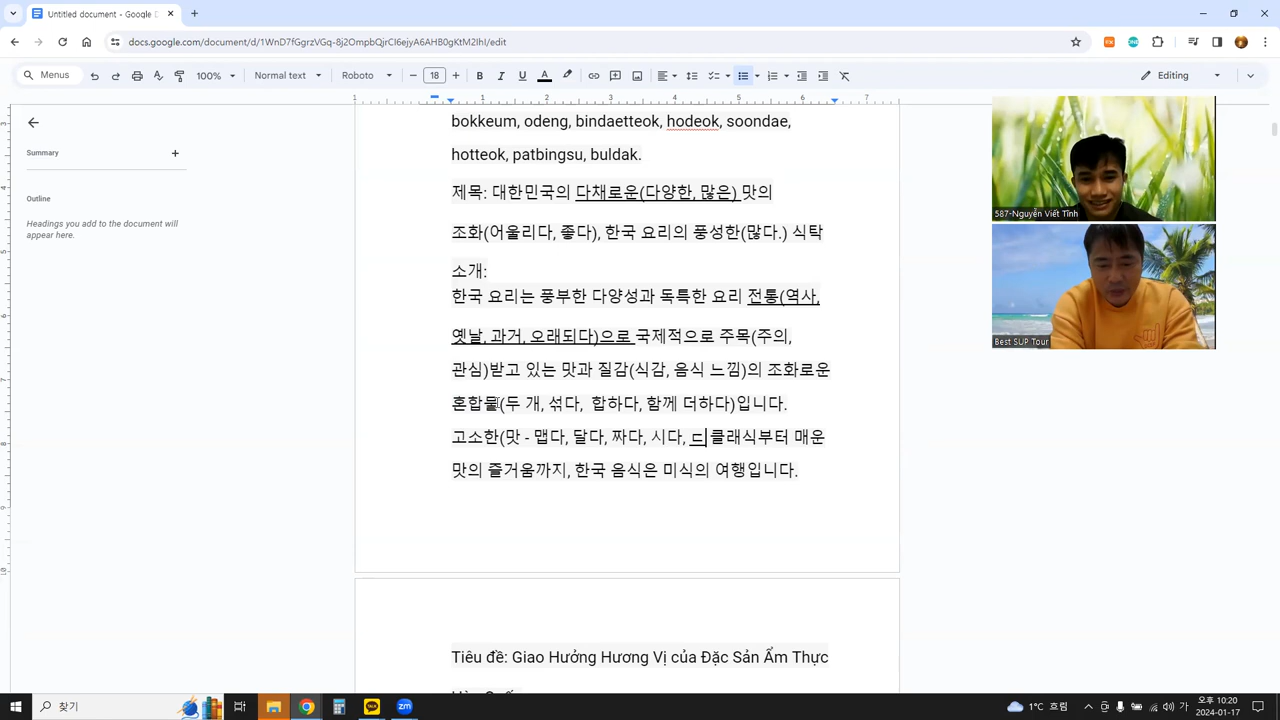 Untitled document - Google D
docs.google.com/document/d/1WnD7fGgrzVGq-8j2OmpbQjrCI6ejyA6AHB0gKtM2IhI/edit
Menus 100% Normal text Roboto 18 Editing
1 1 2 3 4 5 6 7
Summary
Outline
Headings you add to the document will
appear here.
bokkeum, odeng, bindaetteok, hodeok, soondae,
hotteok, patbingsu, buldak.
제목: 대한민국의 다채로운(다양한, 많은) 맛의
조화(어울리다, 좋다), 한국 요리의 풍성한(많다.) 식탁
소개:
한국 요리는 풍부한 다양성과 독특한 요리 전통(역사,
옛날, 과거, 오래되다)으로 국제적으로 주목(주의,
관심)받고 있는 맛과 질감(식감, 음식 느낌)의 조화로운
혼합물(두 개, 섞다, 합하다, 함께 더하다)입니다.
고소한(맛 - 맵다, 달다, 짜다, 시다, 드클래식부터 매운
맛의 즐거움까지, 한국 음식은 미식의 여행입니다.
Tiêu đề: Giao Hưởng Hương Vị của Đặc Sản Ẩm Thực
587-Nguyễn Viết Tĩnh
Best SUP Tour
찾기
1°C 흐림
오후 10:20
2024-01-17